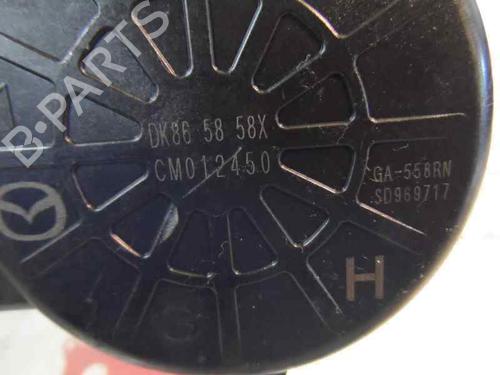 B-PARTS
DK86 58 58X
CM012450
GA-558RN
SD969717
H
G